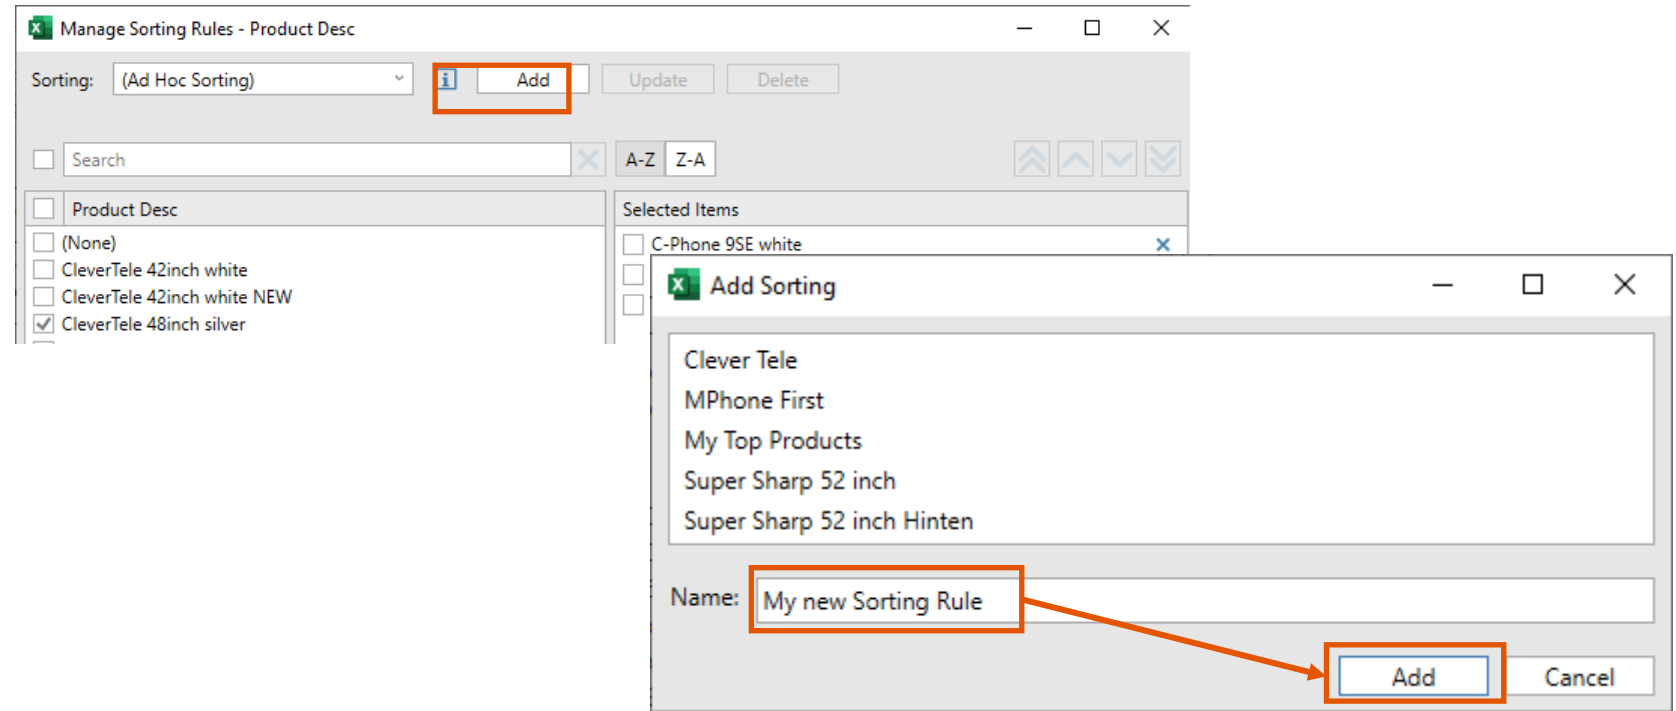 Manage Sorting Rules - Product Desc
Sorting: (Ad Hoc Sorting) i Add Update Delete
Search A-Z Z-A
Product Desc
(None)
CleverTele 42inch white
CleverTele 42inch white NEW
CleverTele 48inch silver
Selected Items
C-Phone 9SE white
Add Sorting
Clever Tele
MPhone First
My Top Products
Super Sharp 52 inch
Super Sharp 52 inch Hinten
Name: My new Sorting Rule
Add Cancel